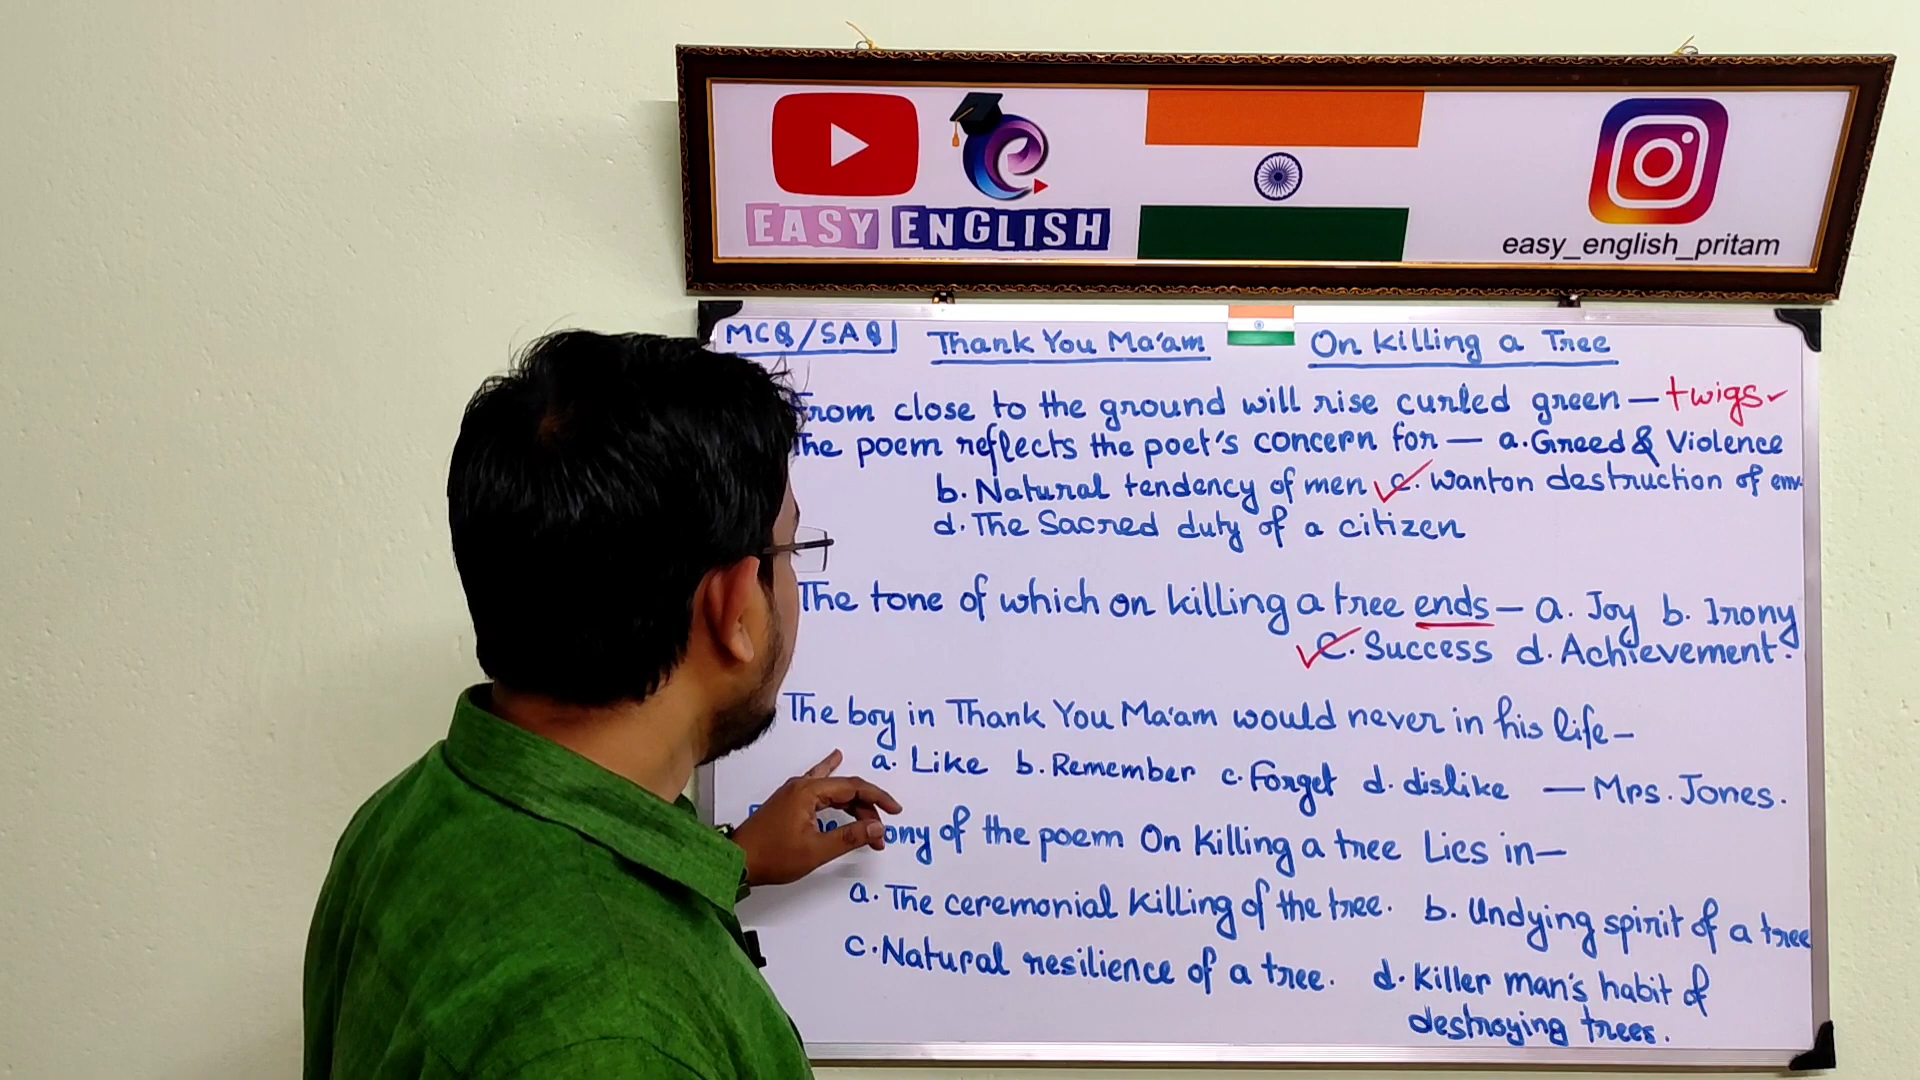 EASY ENGLISH
easy_english_pritam
MCQ/SAQ Thank You Ma'am On Killing a Tree
From close to the ground will rise curled green — twigs
The poem reflects the poet's concern for — a. Greed & Violence
b. Natural tendency of men c. Wanton destruction of env.
d. The Sacred duty of a citizen
The tone of which on killing a tree ends — a. Joy b. Irony
c. Success d. Achievement.
The boy in Thank You Ma'am would never in his life —
a. Like b. Remember c. Forget d. dislike — Mrs. Jones.
of the poem On Killing a tree Lies in —
a. The ceremonial Killing of the tree. b. Undying spirit of a tree
c. Natural resilience of a tree. d. Killer man's habit of
destroying trees.